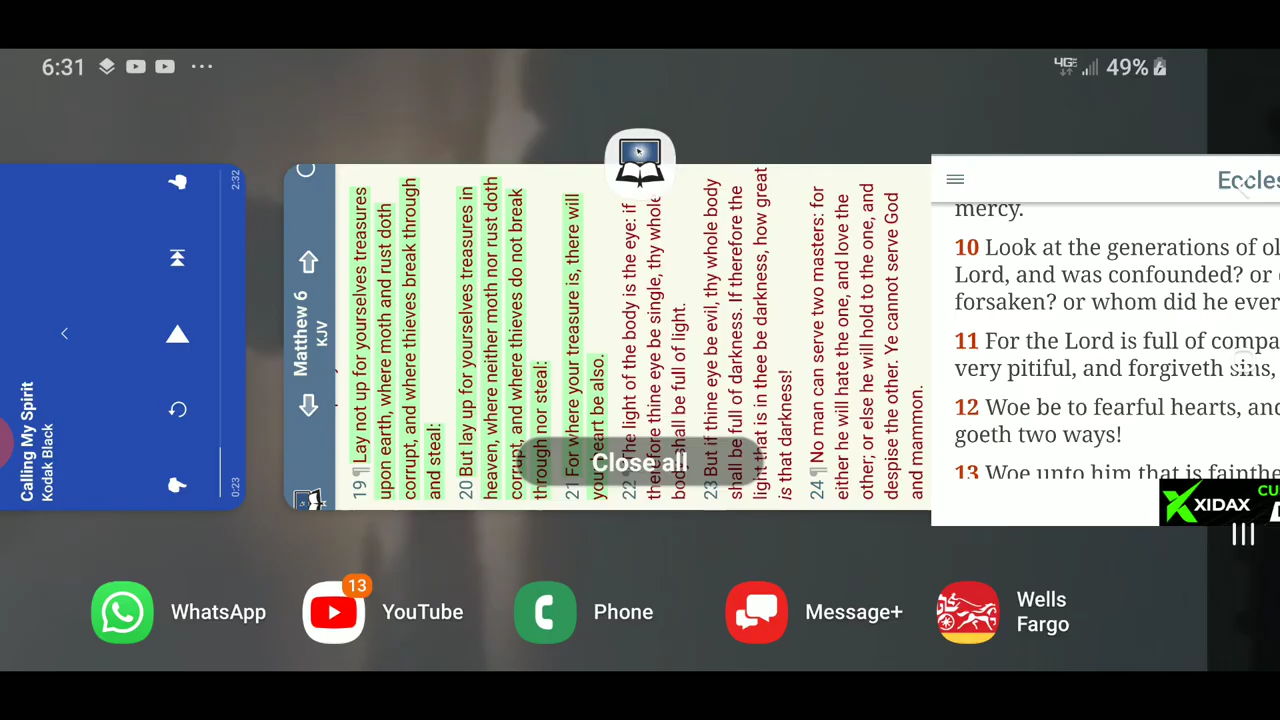 6:31
4GE
49%
Calling My Spirit
Kodak Black
0:23
2:32
Matthew 6
KJV
19 ¶ Lay not up for yourselves treasures
upon earth, where moth and rust doth
corrupt, and where thieves break through
and steal:
20 But lay up for yourselves treasures in
heaven, where neither moth nor rust doth
corrupt, and where thieves do not break
through nor steal:
21 For where your treasure is, there will
your heart be also.
22 The light of the body is the eye: if
therefore thine eye be single, thy whole
body shall be full of light.
23 But if thine eye be evil, thy whole body
shall be full of darkness. If therefore the
light that is in thee be darkness, how great
is that darkness!
24 ¶ No man can serve two masters: for
either he will hate the one, and love the
other; or else he will hold to the one, and
despise the other. Ye cannot serve God
and mammon.
Close all
Eccles
mercy.
10 Look at the generations of ol
Lord, and was confounded? or
forsaken? or whom did he ever
11 For the Lord is full of compa
very pitiful, and forgiveth sins,
12 Woe be to fearful hearts, and
goeth two ways!
13 Woe unto him that is fainthe
XIDAX
CU
WhatsApp
13
YouTube
Phone
Message+
Wells
Fargo